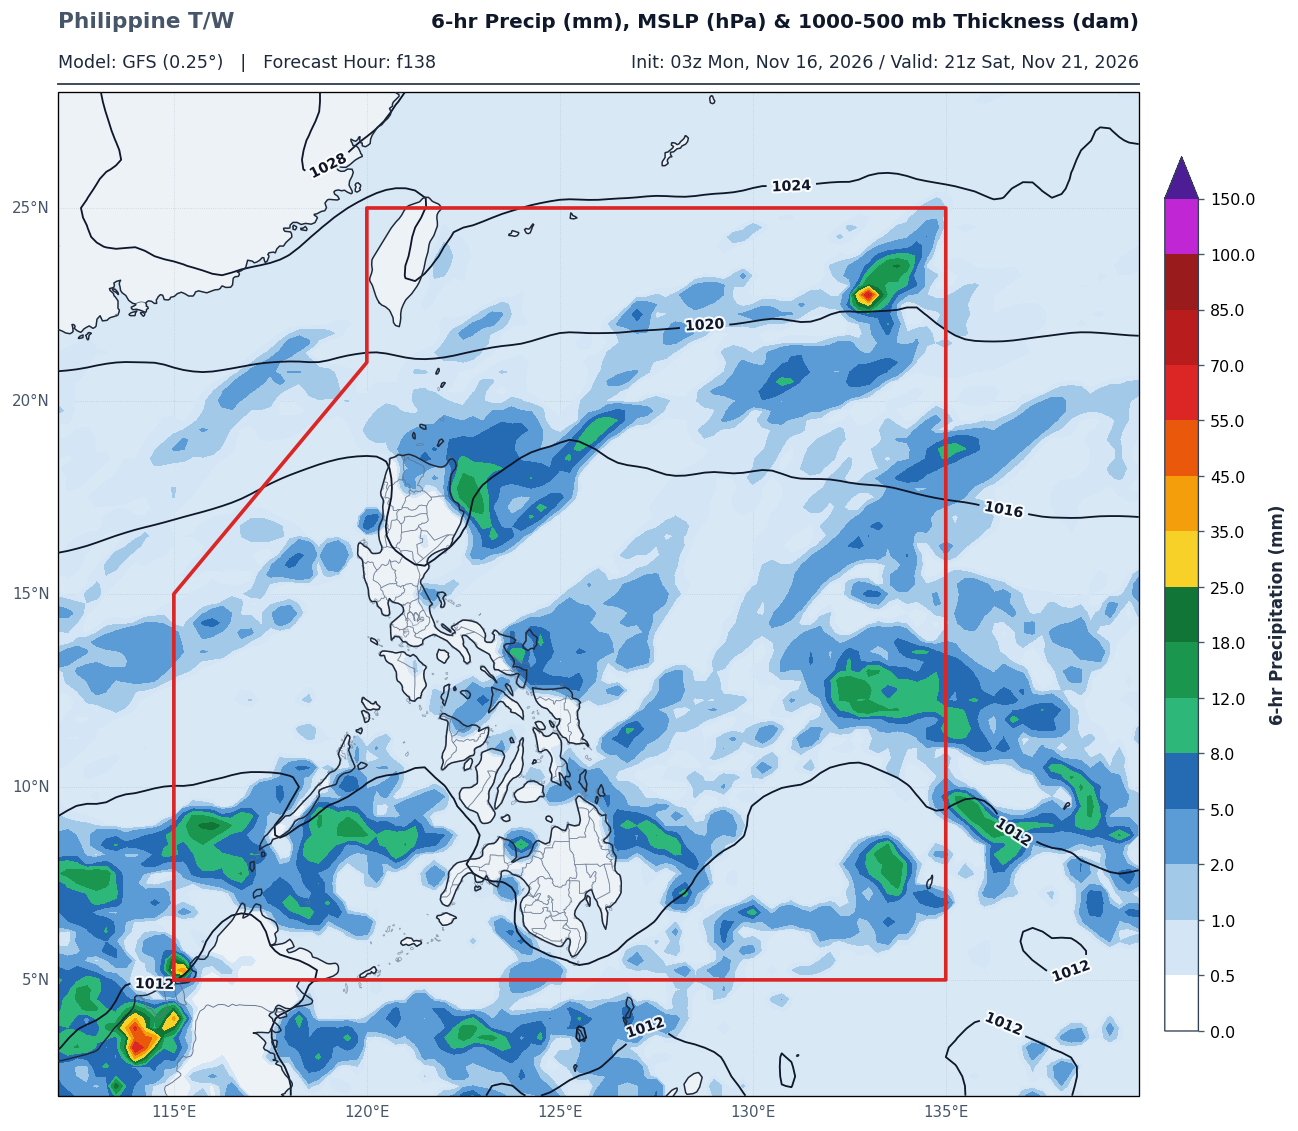 Philippine T/W
6-hr Precip (mm), MSLP (hPa) & 1000-500 mb Thickness (dam)
Model: GFS (0.25°) | Forecast Hour: f138
Init: 03z Mon, Nov 16, 2026 / Valid: 21z Sat, Nov 21, 2026
1028
1024
1020
1016
1012
1012
1012
1012
1012
25°N
20°N
15°N
10°N
5°N
115°E
120°E
125°E
130°E
135°E
150.0
100.0
85.0
70.0
55.0
45.0
35.0
25.0
18.0
12.0
8.0
5.0
2.0
1.0
0.5
0.0
6-hr Precipitation (mm)